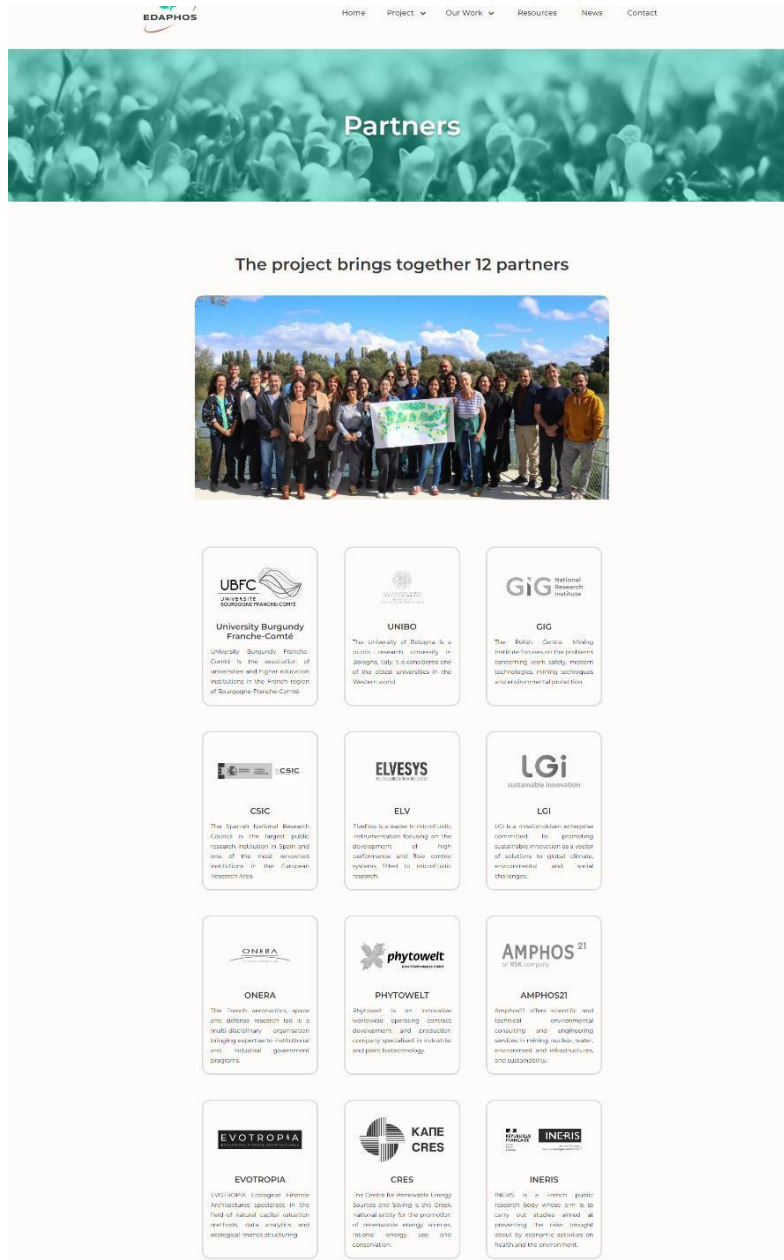 EDAPHOS
Home Project Our Work Resources News Contact
Partners
The project brings together 12 partners
UBFC
UNIVERSITÉ
BOURGOGNE FRANCHE-COMTÉ
University Burgundy
Franche-Comté
University Burgundy Franche-
Comté is the association of
universities and higher education
institutions in the French region
of Bourgogne-Franche-Comté.
UNIBO
The University of Bologna is a
public research university in
Bologna, Italy. It is considered one
of the oldest universities in the
Western world.
GiG National
Research
Institute
GIG
The Polish Central Mining
Institute focuses on the problems
concerning work safety, modern
technologies, mining techniques
and environmental protection.
CSIC
CSIC
The Spanish National Research
Council is the largest public
research institution in Spain and
one of the most renowned
institutions in the European
Research Area.
ELVESYS
ELV
Elveflow is a leader in microfluidic
instrumentation focusing on the
development of high
performance and flow control
systems fitted to microfluidic
research.
LGi
sustainable innovation
LGI
LGI is a mission-driven enterprise
committed to promoting
sustainable innovation as a vector
of solutions to global climate,
environmental and social
challenges.
ONERA
ONERA
The French aeronautics, space
and defense research lab is a
multi-disciplinary organisation
bringing expertise to institutional
and industrial government
programs.
phytowelt
PHYTOWELT
Phytowelt is an innovative
worldwide operating contract
development and production
company specialised in industrial
and plant biotechnology.
AMPHOS 21
an RSK company
AMPHOS21
Amphos21 offers scientific and
technical environmental
consulting and engineering
services in mining, nuclear, water,
environment and infrastructures,
and sustainability.
EVOTROPIA
EVOTROPIA
EVOTROPIA Ecological Finance
Architectures specialises in the
field of natural capital valuation
methods, data analytics and
ecological finance structuring.
ΚΑΠΕ
CRES
CRES
The Centre for Renewable Energy
Sources and Saving is the Greek
national entity for the promotion
of renewable energy sources,
rational energy use and
conservation.
RÉPUBLIQUE
FRANÇAISE
INERIS
INERIS
INERIS is a French public
research body whose aim is to
carry out studies aimed at
preventing the risks brought
about by economic activities on
health and the environment.